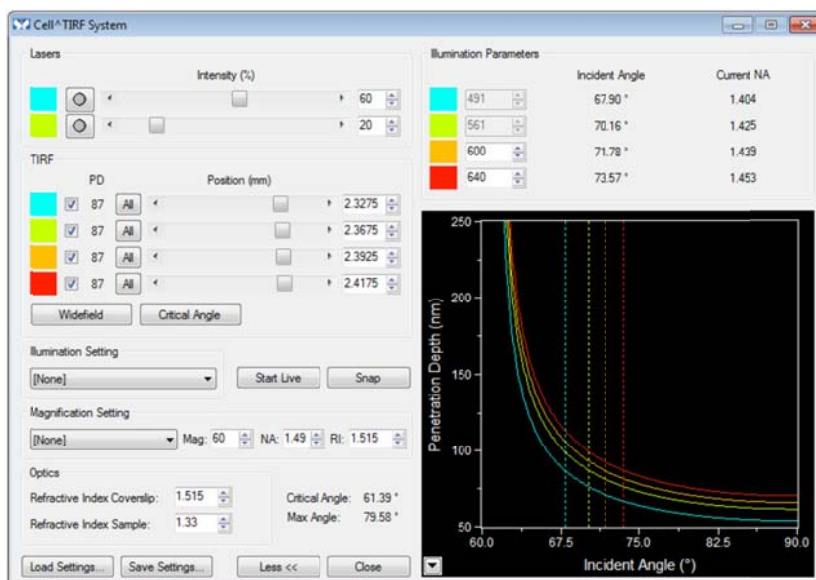 Cell^TIRF System
Lasers
Intensity (%)
60
20
TIRF
PD Position (mm)
87 All 2.3275
87 All 2.3675
87 All 2.3925
87 All 2.4175
Widefield Critical Angle
Illumination Setting
[None] Start Live Snap
Magnification Setting
[None] Mag: 60 NA: 1.49 RI: 1.515
Optics
Refractive Index Coverslip: 1.515 Critical Angle: 61.39 °
Refractive Index Sample: 1.33 Max Angle: 79.58 °
Load Settings... Save Settings... Less << Close
Illumination Parameters
Incident Angle Current NA
491 67.90 ° 1.404
561 70.16 ° 1.425
600 71.78 ° 1.439
640 73.57 ° 1.453
Penetration Depth (nm)
250
200
150
100
50
60.0 67.5 75.0 82.5 90.0
Incident Angle (°)